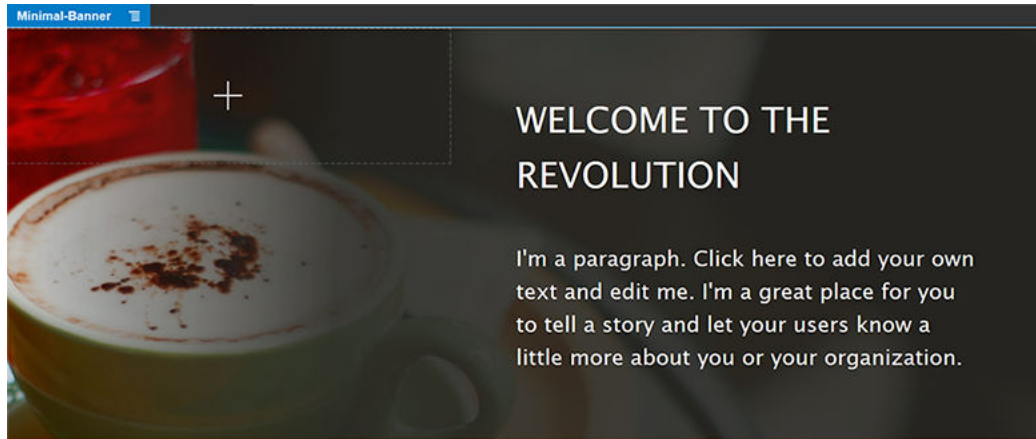 Minimal-Banner
WELCOME TO THE
REVOLUTION
I'm a paragraph. Click here to add your own
text and edit me. I'm a great place for you
to tell a story and let your users know a
little more about you or your organization.